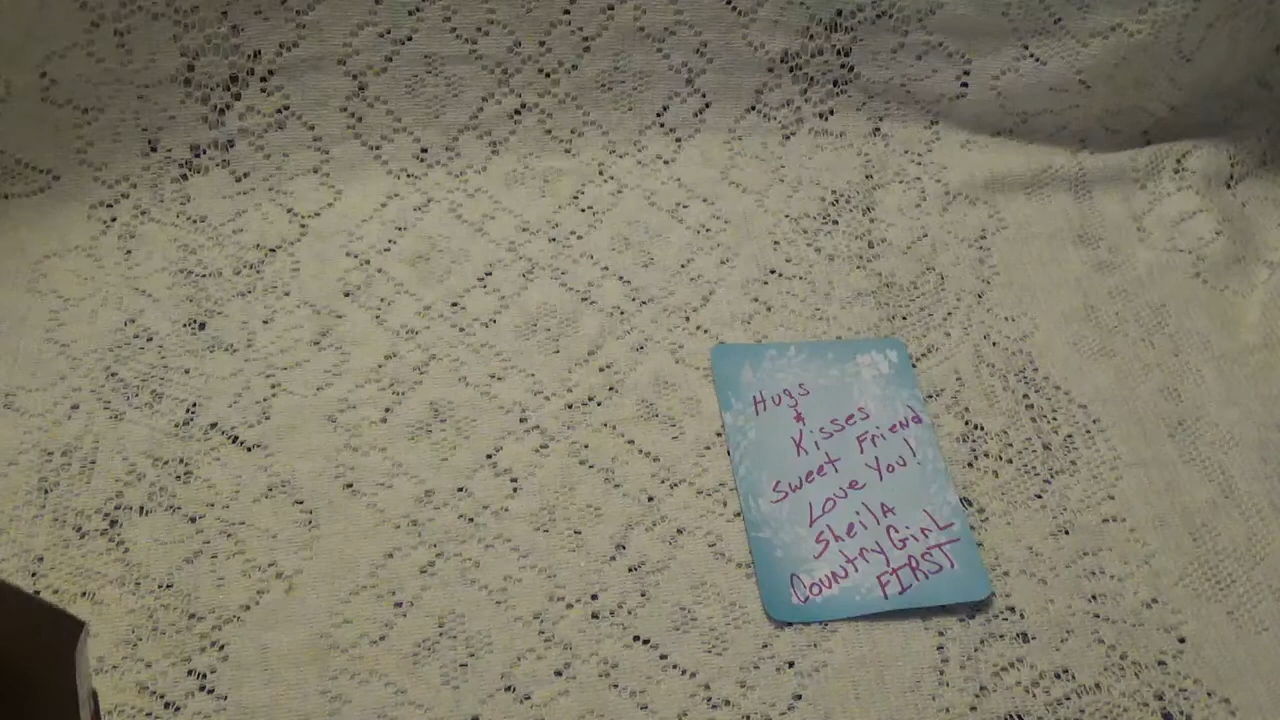 Hugs
&
Kisses
Sweet Friend
Love You!
SheilA
CountryGirL
FIRST